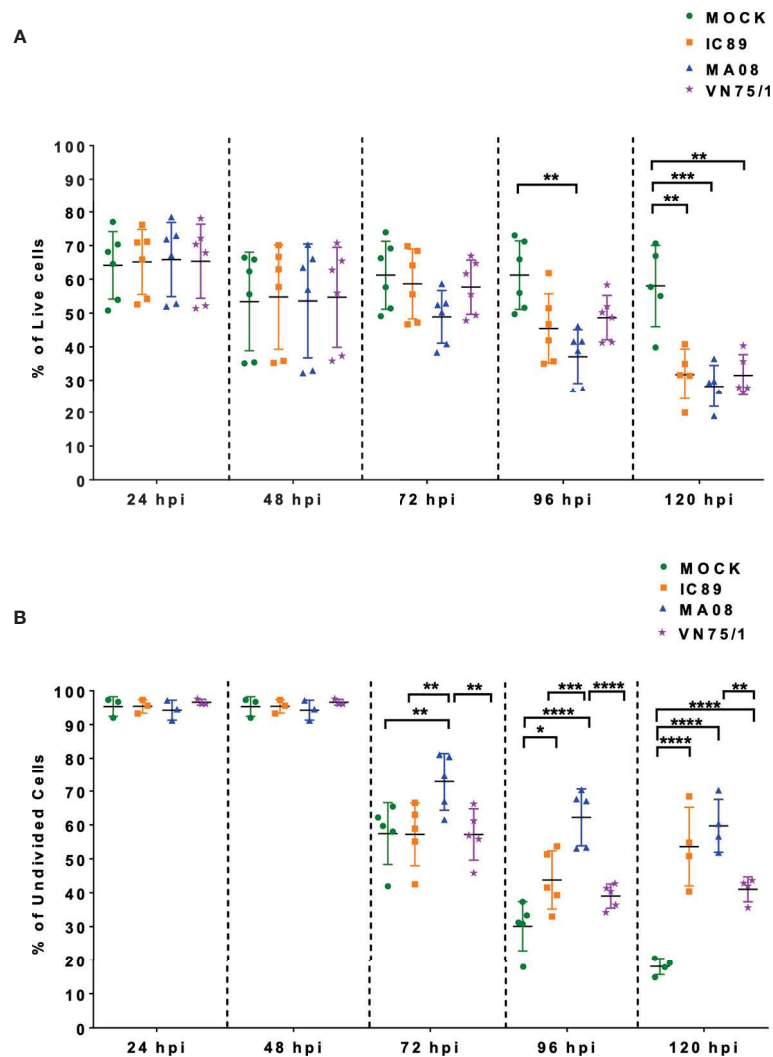 A
MOCK
IC89
MA08
VN75/1
% of Live cells
100
90
80
70
60
50
40
30
20
10
0
**
**
***
**
24 hpi 48 hpi 72 hpi 96 hpi 120 hpi
B
MOCK
IC89
MA08
VN75/1
% of Undivided Cells
100
90
80
70
60
50
40
30
20
10
0
** **
**
*** ****
****
*
**
****
****
****
24 hpi 48 hpi 72 hpi 96 hpi 120 hpi